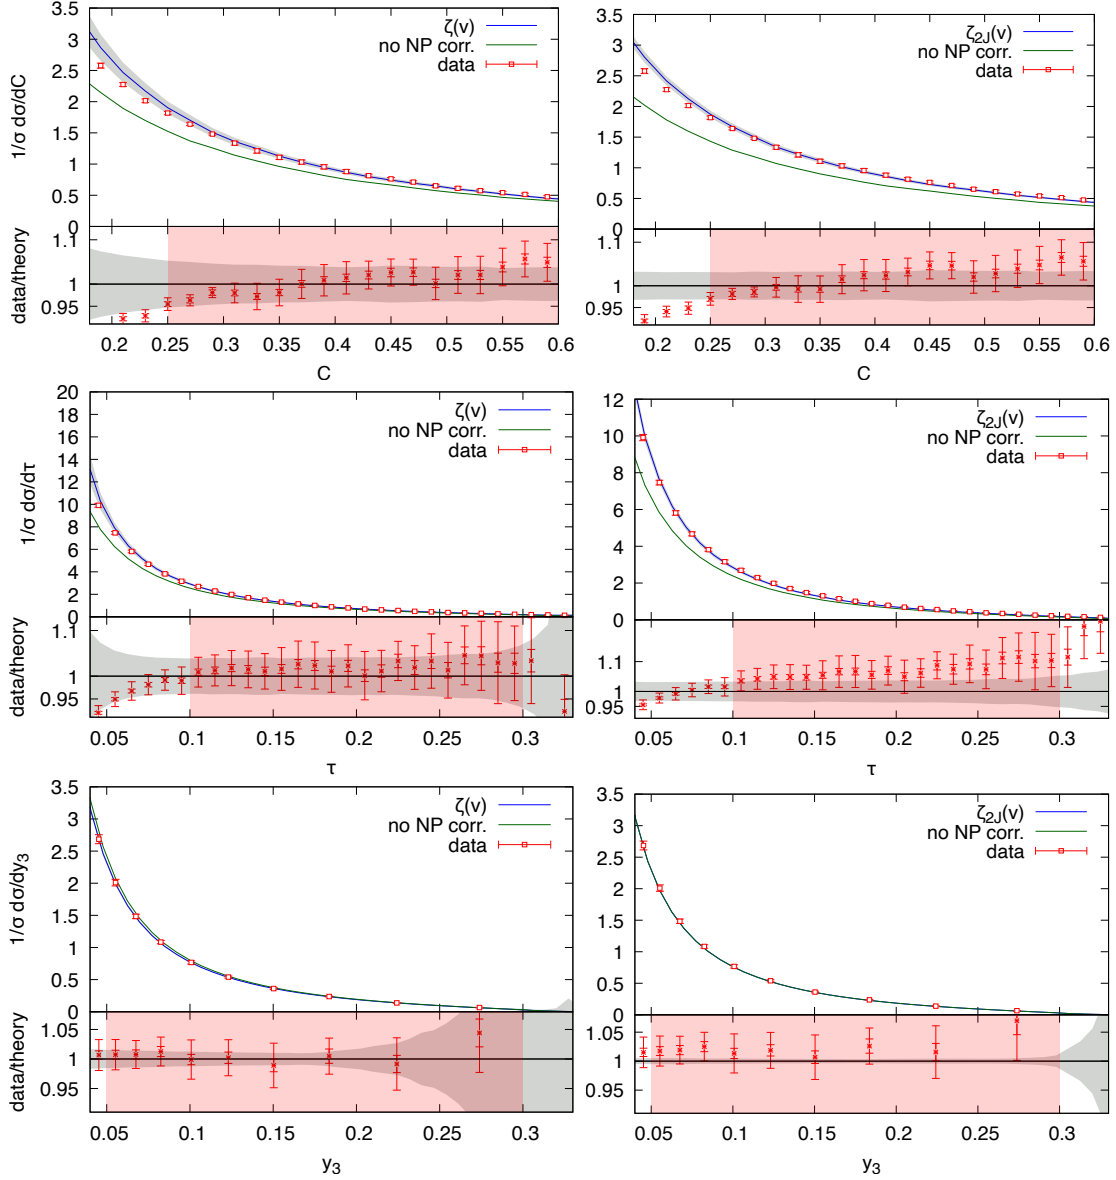 3.5
3
2.5
2
1.5
1
0.5
0
1/σ dσ/dC
ζ(v)
no NP corr.
data
1.1
1
0.95
data/theory
0.2 0.25 0.3 0.35 0.4 0.45 0.5 0.55 0.6
C
3.5
3
2.5
2
1.5
1
0.5
0
ζ2J(v)
no NP corr.
data
1.1
1
0.95
0.2 0.25 0.3 0.35 0.4 0.45 0.5 0.55 0.6
C
20
18
16
14
12
10
8
6
4
2
0
1/σ dσ/dτ
ζ(v)
no NP corr.
data
1.1
1
0.95
data/theory
0.05 0.1 0.15 0.2 0.25 0.3
τ
12
10
8
6
4
2
0
ζ2J(v)
no NP corr.
data
1.1
1
0.95
0.05 0.1 0.15 0.2 0.25 0.3
τ
3.5
3
2.5
2
1.5
1
0.5
0
1/σ dσ/dy3
ζ(v)
no NP corr.
data
1.05
1
0.95
data/theory
0.05 0.1 0.15 0.2 0.25 0.3
y3
3.5
3
2.5
2
1.5
1
0.5
0
ζ2J(v)
no NP corr.
data
1.05
1
0.95
0.05 0.1 0.15 0.2 0.25 0.3
y3